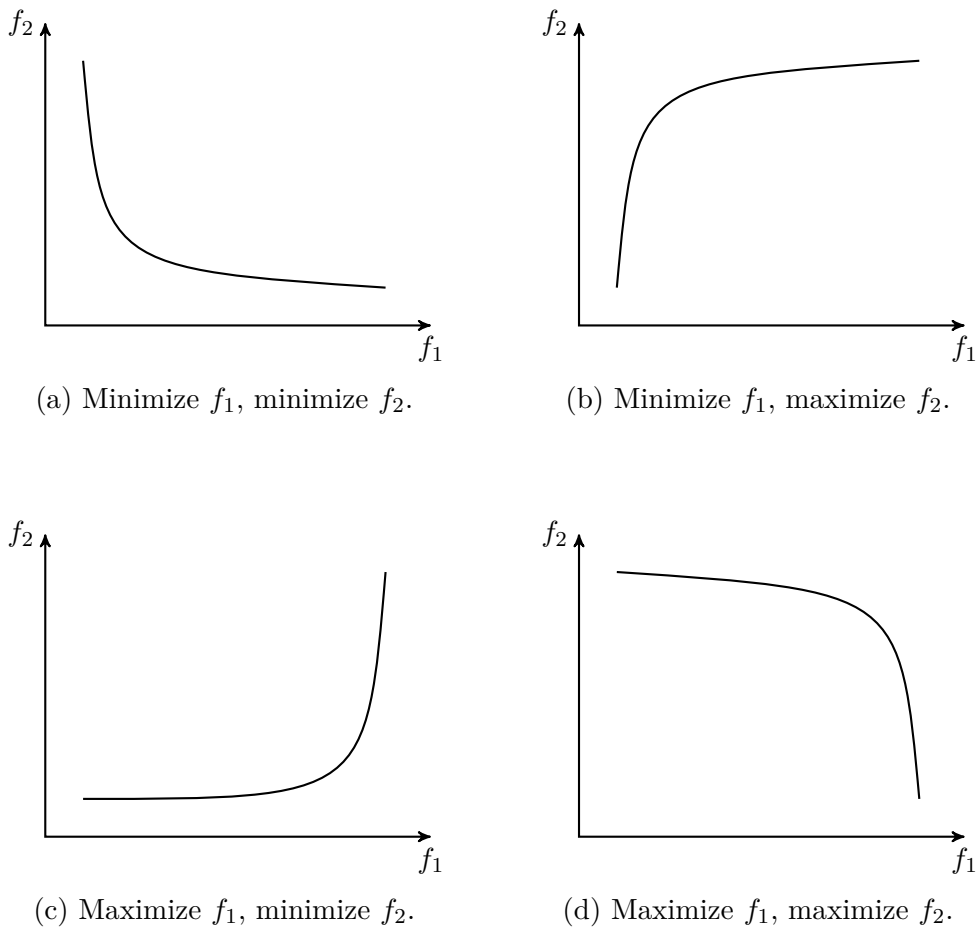 f₂
f₂
f₁
f₁
(a) Minimize f₁, minimize f₂.
(b) Minimize f₁, maximize f₂.
f₂
f₂
f₁
f₁
(c) Maximize f₁, minimize f₂.
(d) Maximize f₁, maximize f₂.